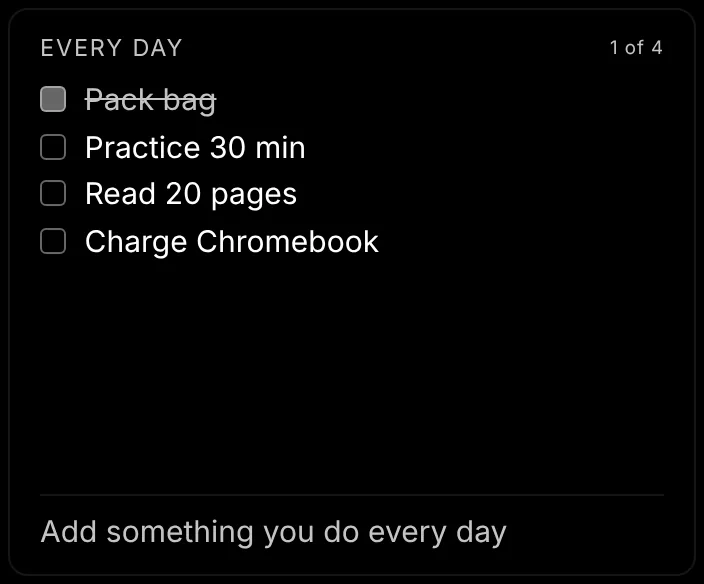 EVERY DAY
1 of 4
Pack bag
Practice 30 min
Read 20 pages
Charge Chromebook
Add something you do every day